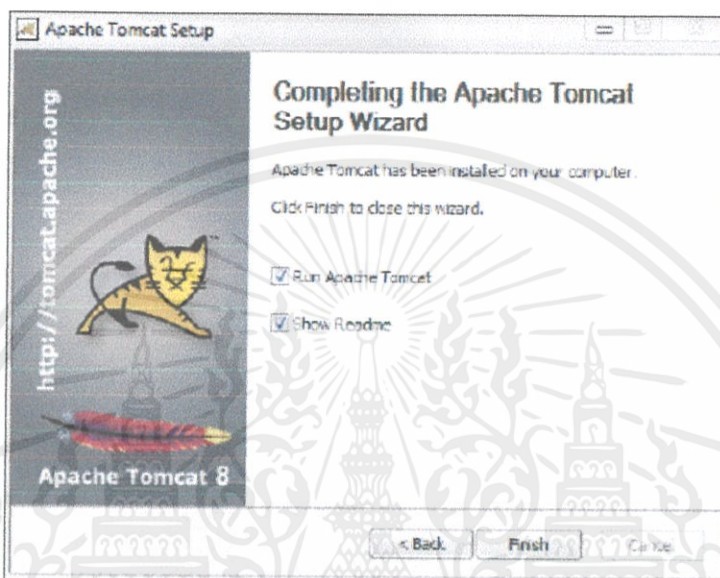 Apache Tomcat Setup
http://tomcat.apache.org
Apache Tomcat 8
Completing the Apache Tomcat
Setup Wizard
Apache Tomcat has been installed on your computer.
Click Finish to close this wizard.
Run Apache Tomcat
Show Readme
< Back
Finish
Cancel